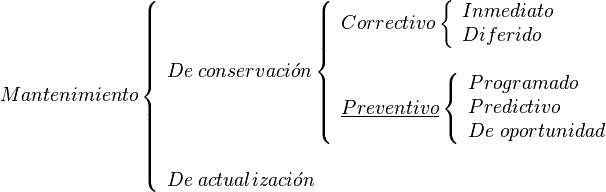 Mantenimiento
De conservación
Correctivo
Inmediato
Diferido
Preventivo
Programado
Predictivo
De oportunidad
De actualización